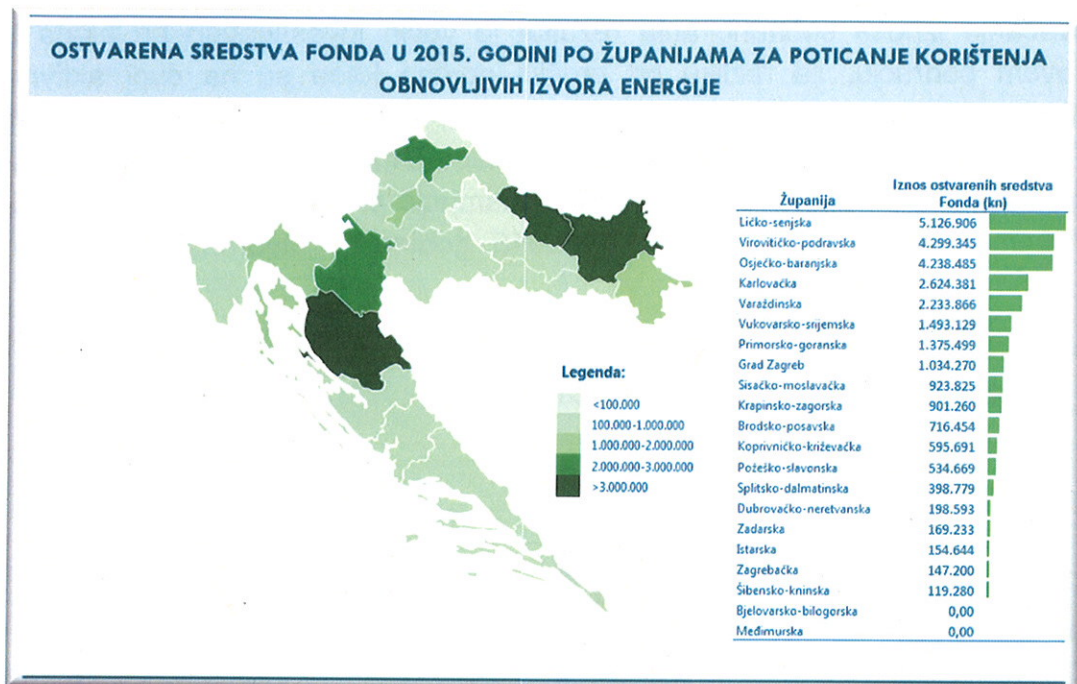 OSTVARENA SREDSTVA FONDA U 2015. GODINI PO ŽUPANIJAMA ZA POTICANJE KORIŠTENJA
OBNOVLJIVIH IZVORA ENERGIJE
Legenda:
<100.000
100.000-1.000.000
1.000.000-2.000.000
2.000.000-3.000.000
>3.000.000
Županija Iznos ostvarenih sredstva Fonda (kn)
Ličko-senjska 5.126.906
Virovitičko-podravska 4.299.345
Osječko-baranjska 4.238.485
Karlovačka 2.624.381
Varaždinska 2.233.866
Vukovarsko-srijemska 1.493.129
Primorsko-goranska 1.375.499
Grad Zagreb 1.034.270
Sisačko-moslavačka 923.825
Krapinsko-zagorska 901.260
Brodsko-posavska 716.454
Koprivničko-križevačka 595.691
Požeško-slavonska 534.669
Splitsko-dalmatinska 398.779
Dubrovačko-neretvanska 198.593
Zadarska 169.233
Istarska 154.644
Zagrebačka 147.200
Šibensko-kninska 119.280
Bjelovarsko-bilogorska 0,00
Međimurska 0,00